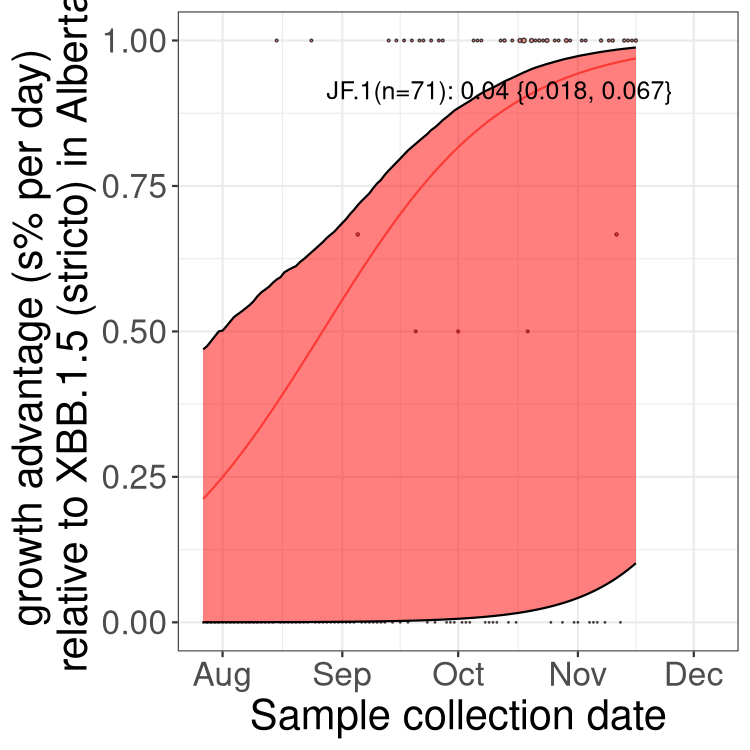 growth advantage (s% per day)
relative to XBB.1.5 (stricto) in Alberta
1.00
JF.1(n=71): 0.04 {0.018, 0.067}
0.75
0.50
0.25
0.00
Aug Sep Oct Nov Dec
Sample collection date